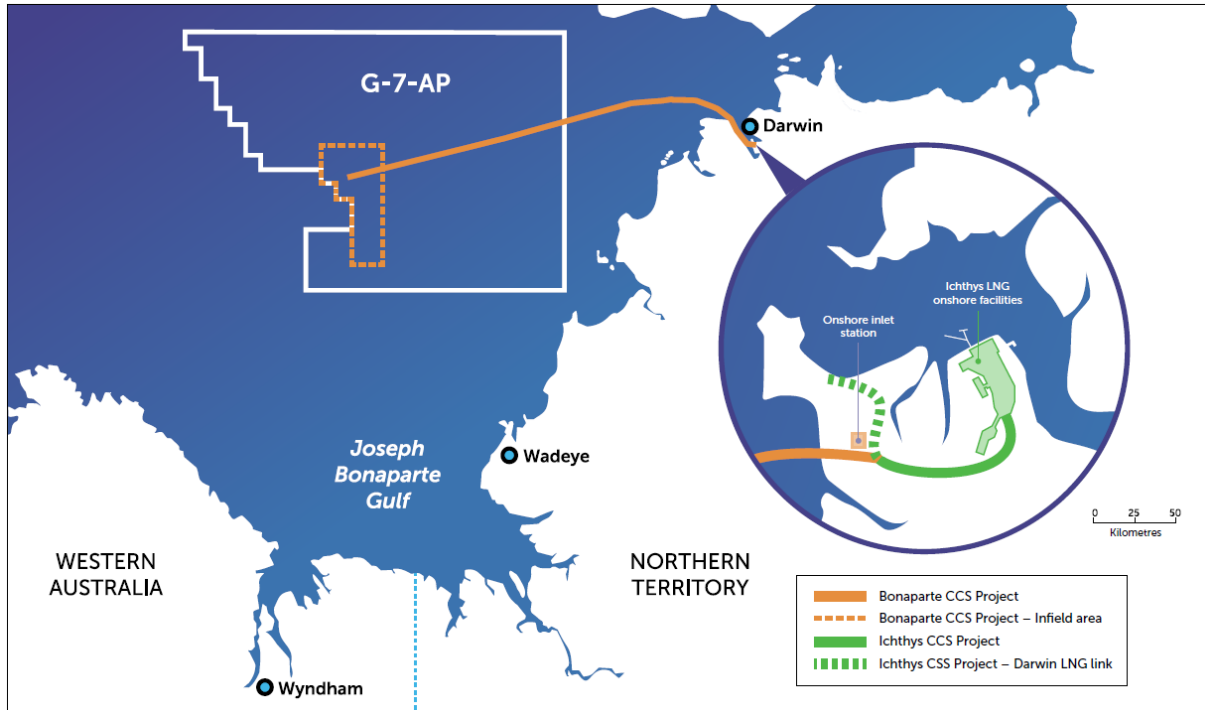 G-7-AP
Darwin
Ichthys LNG
onshore facilities
Onshore inlet
station
Joseph
Bonaparte
Gulf
Wadeye
0 25 50
Kilometres
WESTERN
AUSTRALIA
NORTHERN
TERRITORY
Wyndham
Bonaparte CCS Project
Bonaparte CCS Project – Infield area
Ichthys CCS Project
Ichthys CSS Project – Darwin LNG link